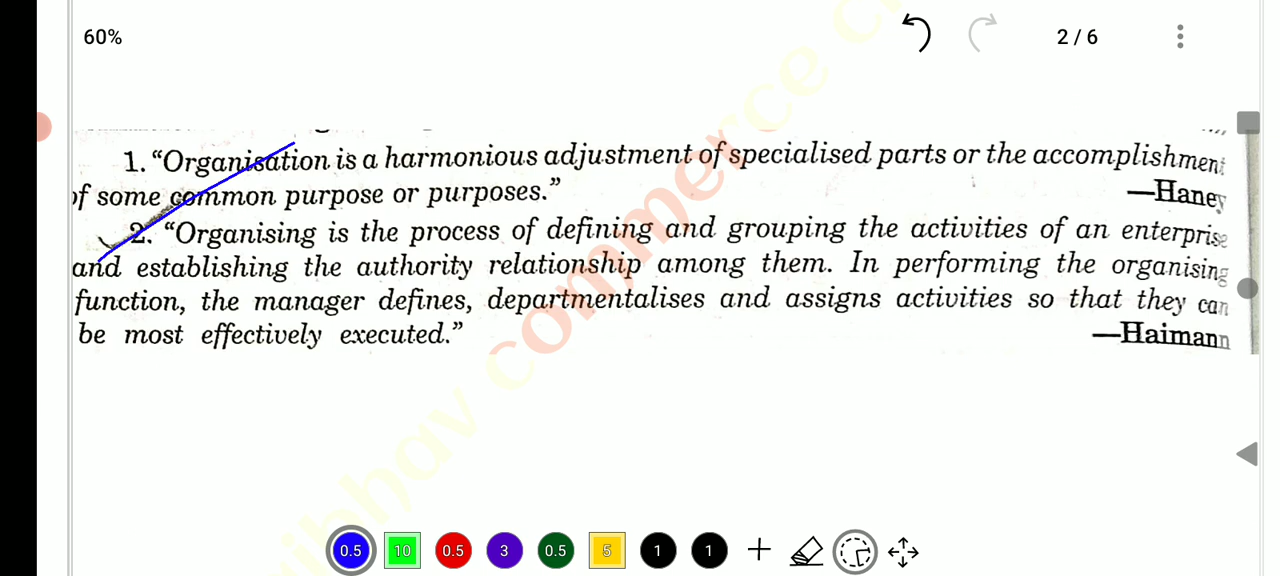 60%
2 / 6
1. “Organisation is a harmonious adjustment of specialised parts or the accomplishment
of some common purpose or purposes.”
—Haney
2. “Organising is the process of defining and grouping the activities of an enterprise
and establishing the authority relationship among them. In performing the organising
function, the manager defines, departmentalises and assigns activities so that they can
be most effectively executed.”
—Haimann
vaibhav commerce c
0.5 10 0.5 3 0.5 5 1 1